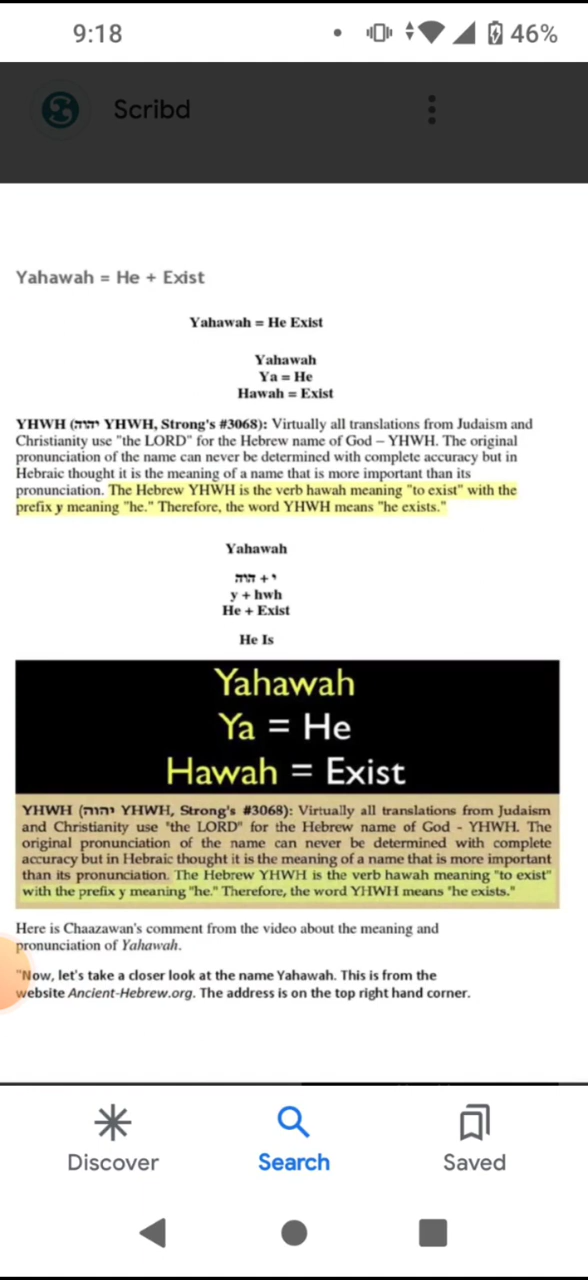 9:18
46%
Scribd
Yahawah = He + Exist
Yahawah = He Exist
Yahawah
Ya = He
Hawah = Exist
YHWH (יהוה YHWH, Strong's #3068): Virtually all translations from Judaism and
Christianity use "the LORD" for the Hebrew name of God – YHWH. The original
pronunciation of the name can never be determined with complete accuracy but in
Hebraic thought it is the meaning of a name that is more important than its
pronunciation. The Hebrew YHWH is the verb hawah meaning "to exist" with the
prefix y meaning "he." Therefore, the word YHWH means "he exists."
Yahawah
י + הוה
y + hwh
He + Exist
He Is
Yahawah
Ya = He
Hawah = Exist
YHWH (יהוה YHWH, Strong's #3068): Virtually all translations from Judaism
and Christianity use "the LORD" for the Hebrew name of God - YHWH. The
original pronunciation of the name can never be determined with complete
accuracy but in Hebraic thought it is the meaning of a name that is more important
than its pronunciation. The Hebrew YHWH is the verb hawah meaning "to exist"
with the prefix y meaning "he." Therefore, the word YHWH means "he exists."
Here is Chaazawan's comment from the video about the meaning and
pronunciation of Yahawah.
"Now, let's take a closer look at the name Yahawah. This is from the
website Ancient-Hebrew.org. The address is on the top right hand corner.
Discover
Search
Saved